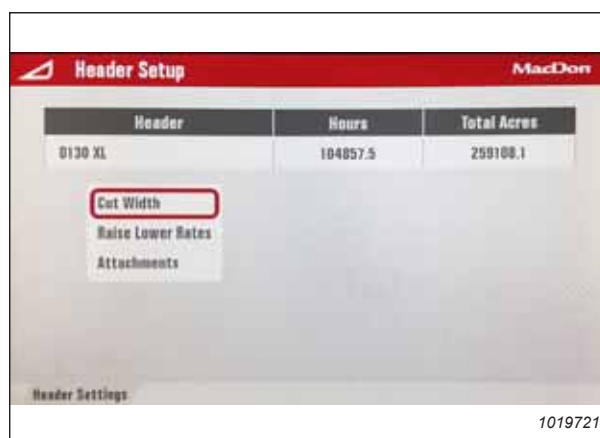 Header Setup MacDon
Header Hours Total Acres
D130 XL 104857.5 259108.1
Cut Width
Raise Lower Rates
Attachments
Header Settings
1019721